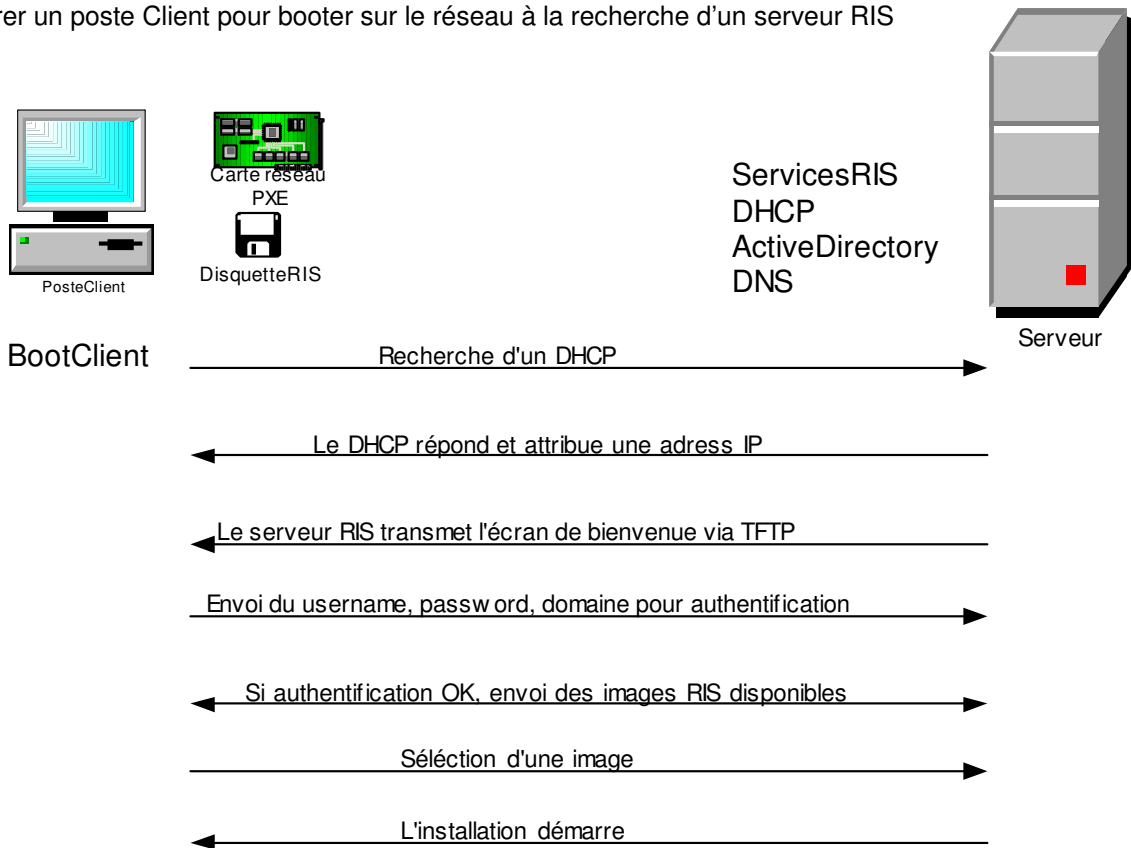 rer un poste Client pour booter sur le réseau à la recherche d'un serveur RIS
Carte réseau
PXE
DisquetteRIS
PosteClient
ServicesRIS
DHCP
ActiveDirectory
DNS
Serveur
BootClient
Recherche d'un DHCP
Le DHCP répond et attribue une adress IP
Le serveur RIS transmet l'écran de bienvenue via TFTP
Envoi du username, password, domaine pour authentification
Si authentification OK, envoi des images RIS disponibles
Séléction d'une image
L'installation démarre